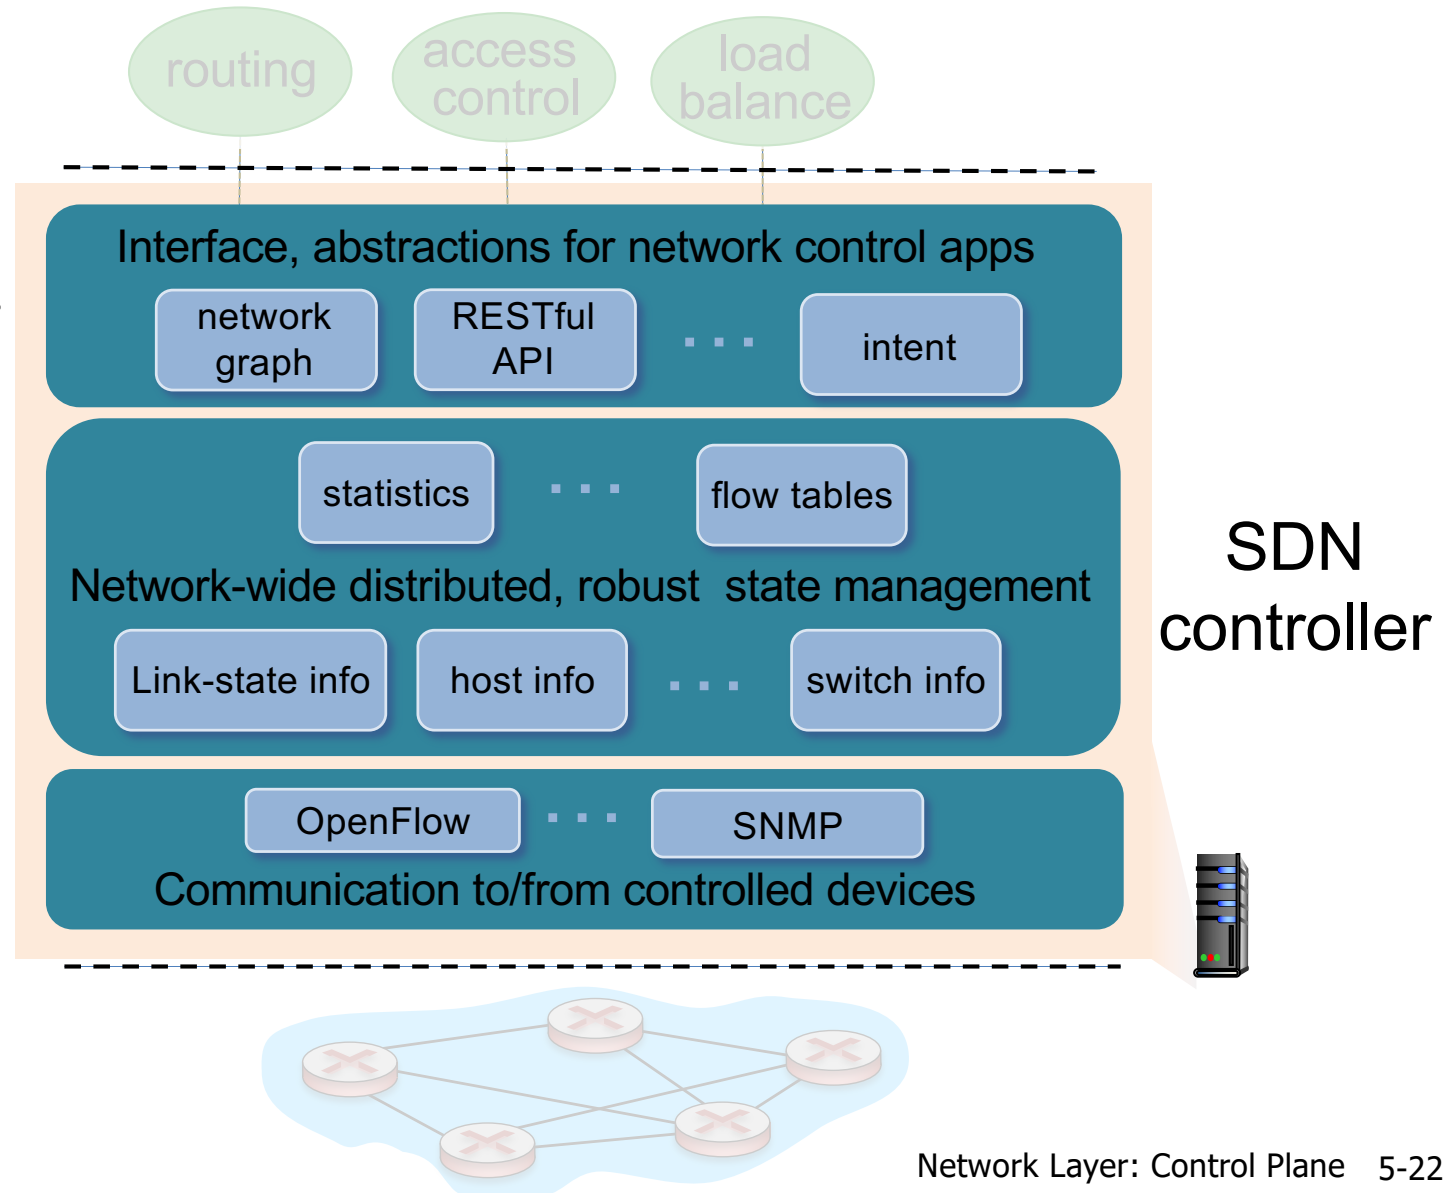 routing
access
control
load
balance
Interface, abstractions for network control apps
network
graph
RESTful
API
intent
statistics
flow tables
Network-wide distributed, robust  state management
Link-state info
host info
switch info
OpenFlow
SNMP
Communication to/from controlled devices
SDN
controller
Network Layer: Control Plane 5-22